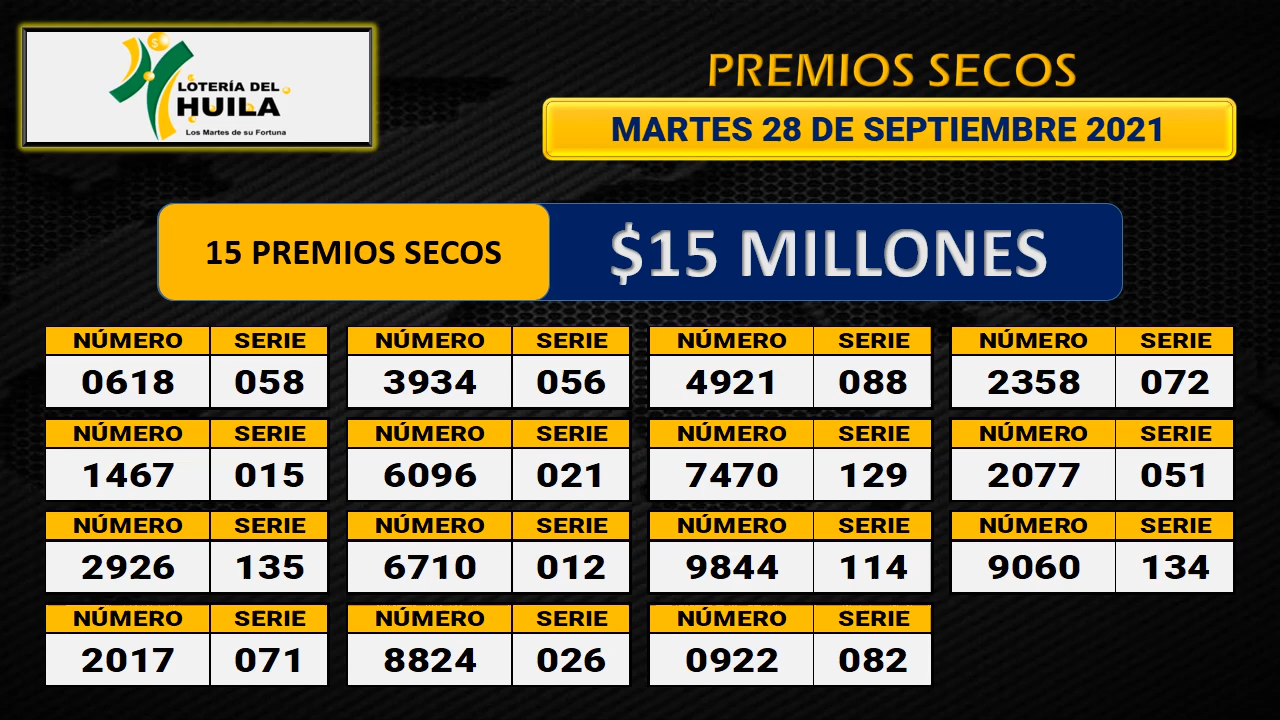 LOTERÍA DEL
HUILA
Los Martes de su Fortuna
PREMIOS SECOS
MARTES 28 DE SEPTIEMBRE 2021
15 PREMIOS SECOS $15 MILLONES
NÚMERO SERIE NÚMERO SERIE NÚMERO SERIE NÚMERO SERIE
0618 058 3934 056 4921 088 2358 072
NÚMERO SERIE NÚMERO SERIE NÚMERO SERIE NÚMERO SERIE
1467 015 6096 021 7470 129 2077 051
NÚMERO SERIE NÚMERO SERIE NÚMERO SERIE NÚMERO SERIE
2926 135 6710 012 9844 114 9060 134
NÚMERO SERIE NÚMERO SERIE NÚMERO SERIE
2017 071 8824 026 0922 082